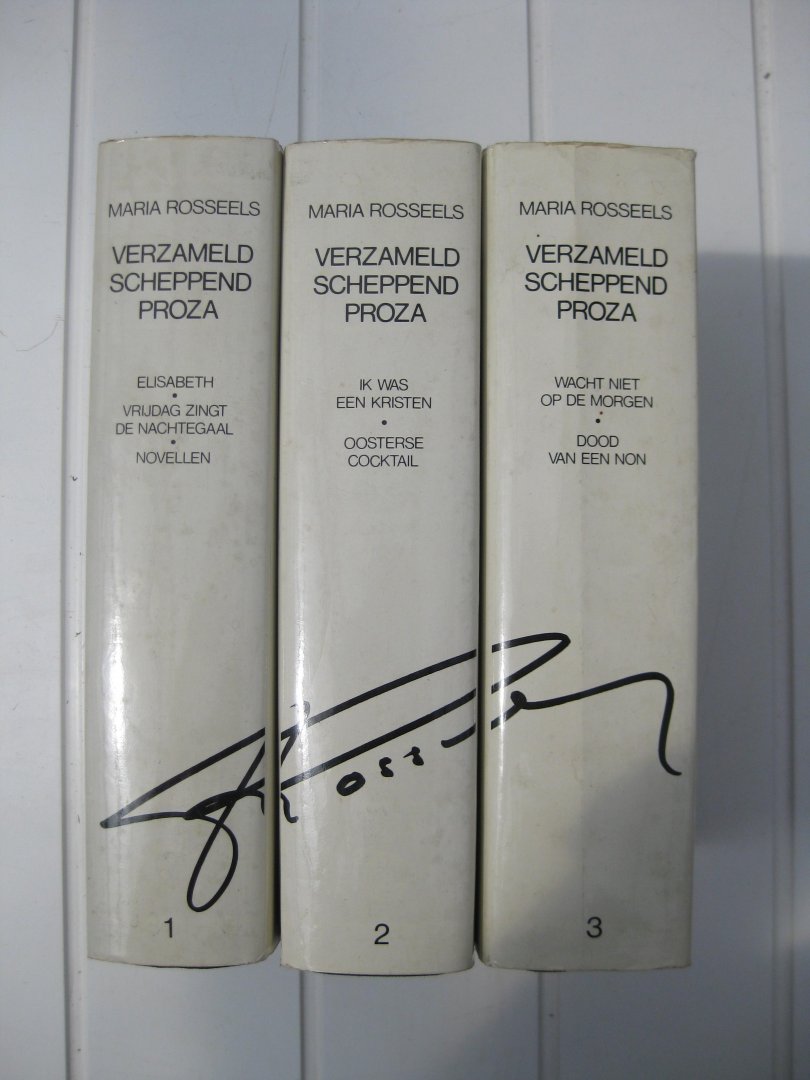 MARIA ROSSEELS
VERZAMELD
SCHEPPEND
PROZA
ELISABETH
•
VRIJDAG ZINGT
DE NACHTEGAAL
•
NOVELLEN
1
MARIA ROSSEELS
VERZAMELD
SCHEPPEND
PROZA
IK WAS
EEN KRISTEN
•
OOSTERSE
COCKTAIL
2
MARIA ROSSEELS
VERZAMELD
SCHEPPEND
PROZA
WACHT NIET
OP DE MORGEN
•
DOOD
VAN EEN NON
3